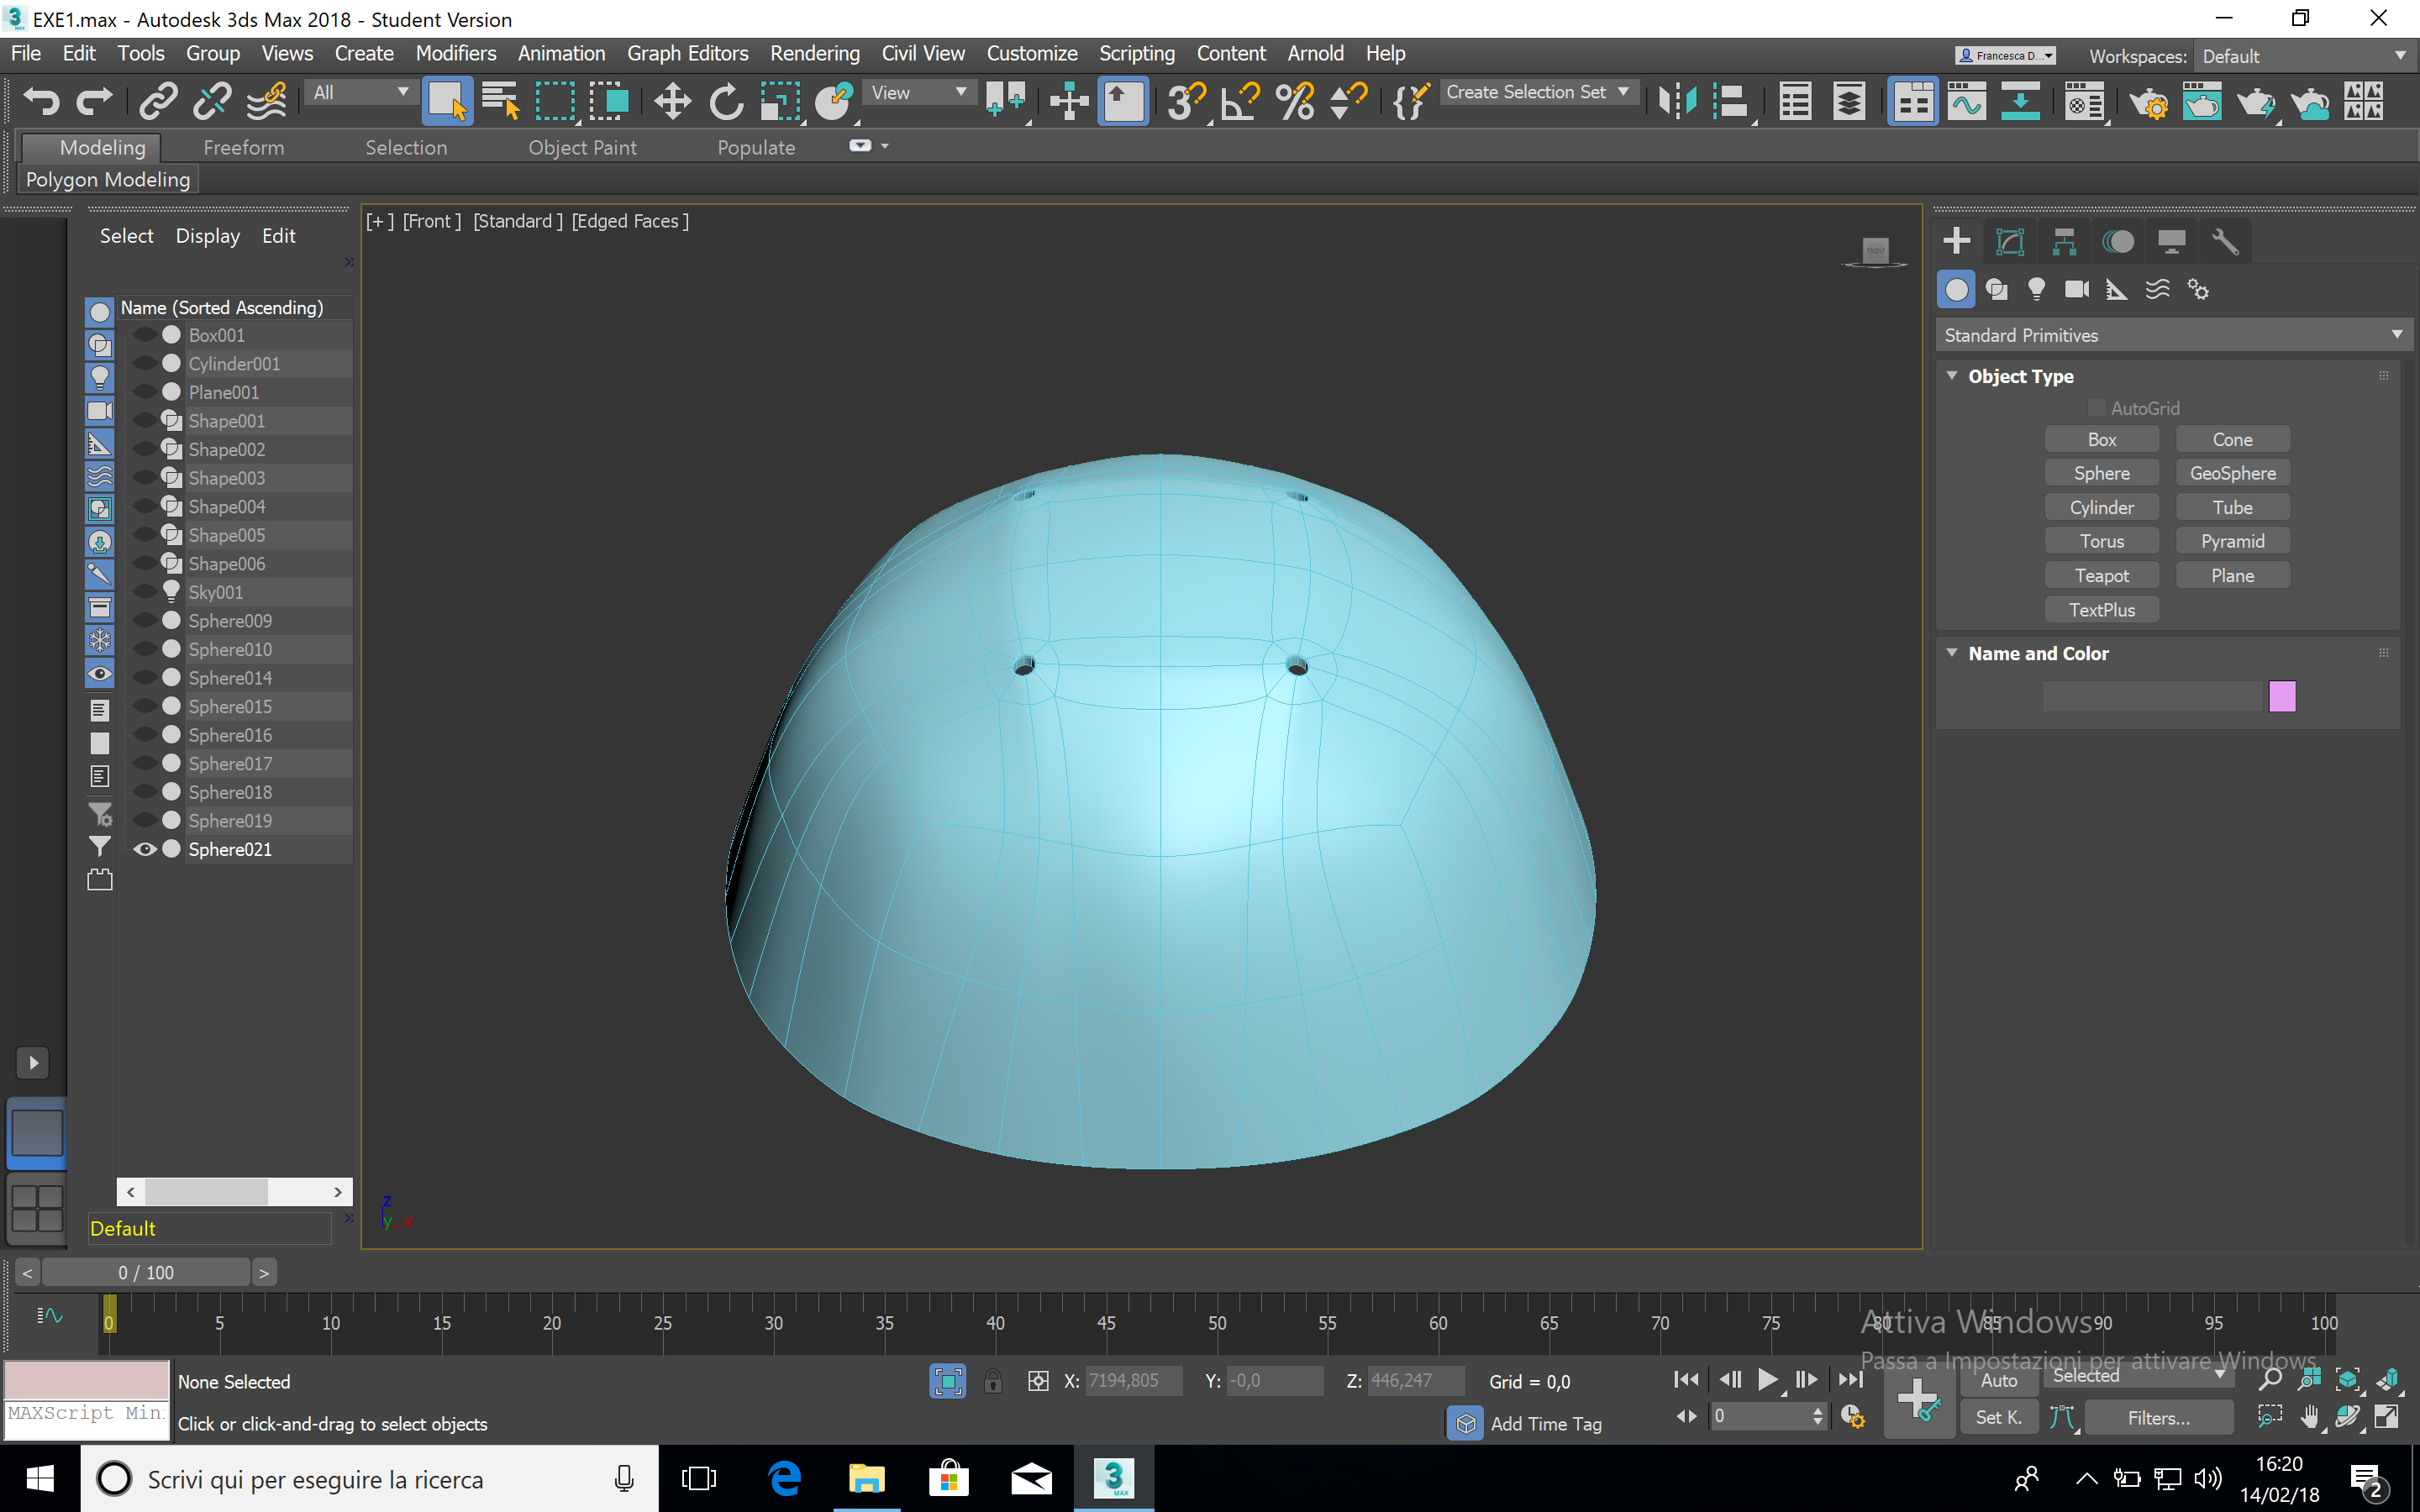 EXE1.max - Autodesk 3ds Max 2018 - Student Version
File Edit Tools Group Views Create Modifiers Animation Graph Editors Rendering Civil View Customize Scripting Content Arnold Help
Francesca D... Workspaces: Default
All View Create Selection Set
Modeling Freeform Selection Object Paint Populate
Polygon Modeling
Select Display Edit
[+] [Front] [Standard] [Edged Faces]
FRONT
Name (Sorted Ascending)
Box001
Cylinder001
Plane001
Shape001
Shape002
Shape003
Shape004
Shape005
Shape006
Sky001
Sphere009
Sphere010
Sphere014
Sphere015
Sphere016
Sphere017
Sphere018
Sphere019
Sphere021
Default
z
y x
Standard Primitives
Object Type
AutoGrid
Box Cone
Sphere GeoSphere
Cylinder Tube
Torus Pyramid
Teapot Plane
TextPlus
Name and Color
< 0 / 100 >
0 5 10 15 20 25 30 35 40 45 50 55 60 65 70 75 80 85 90 95 100
Attiva Windows
Passa a Impostazioni per attivare Windows.
None Selected
X: 7194,805 Y: -0,0 Z: 446,247 Grid = 0,0
Auto Selected
MAXScript Min
Click or click-and-drag to select objects
Add Time Tag
0
Set K. Filters...
Scrivi qui per eseguire la ricerca
3 MAX
16:20
14/02/18
2